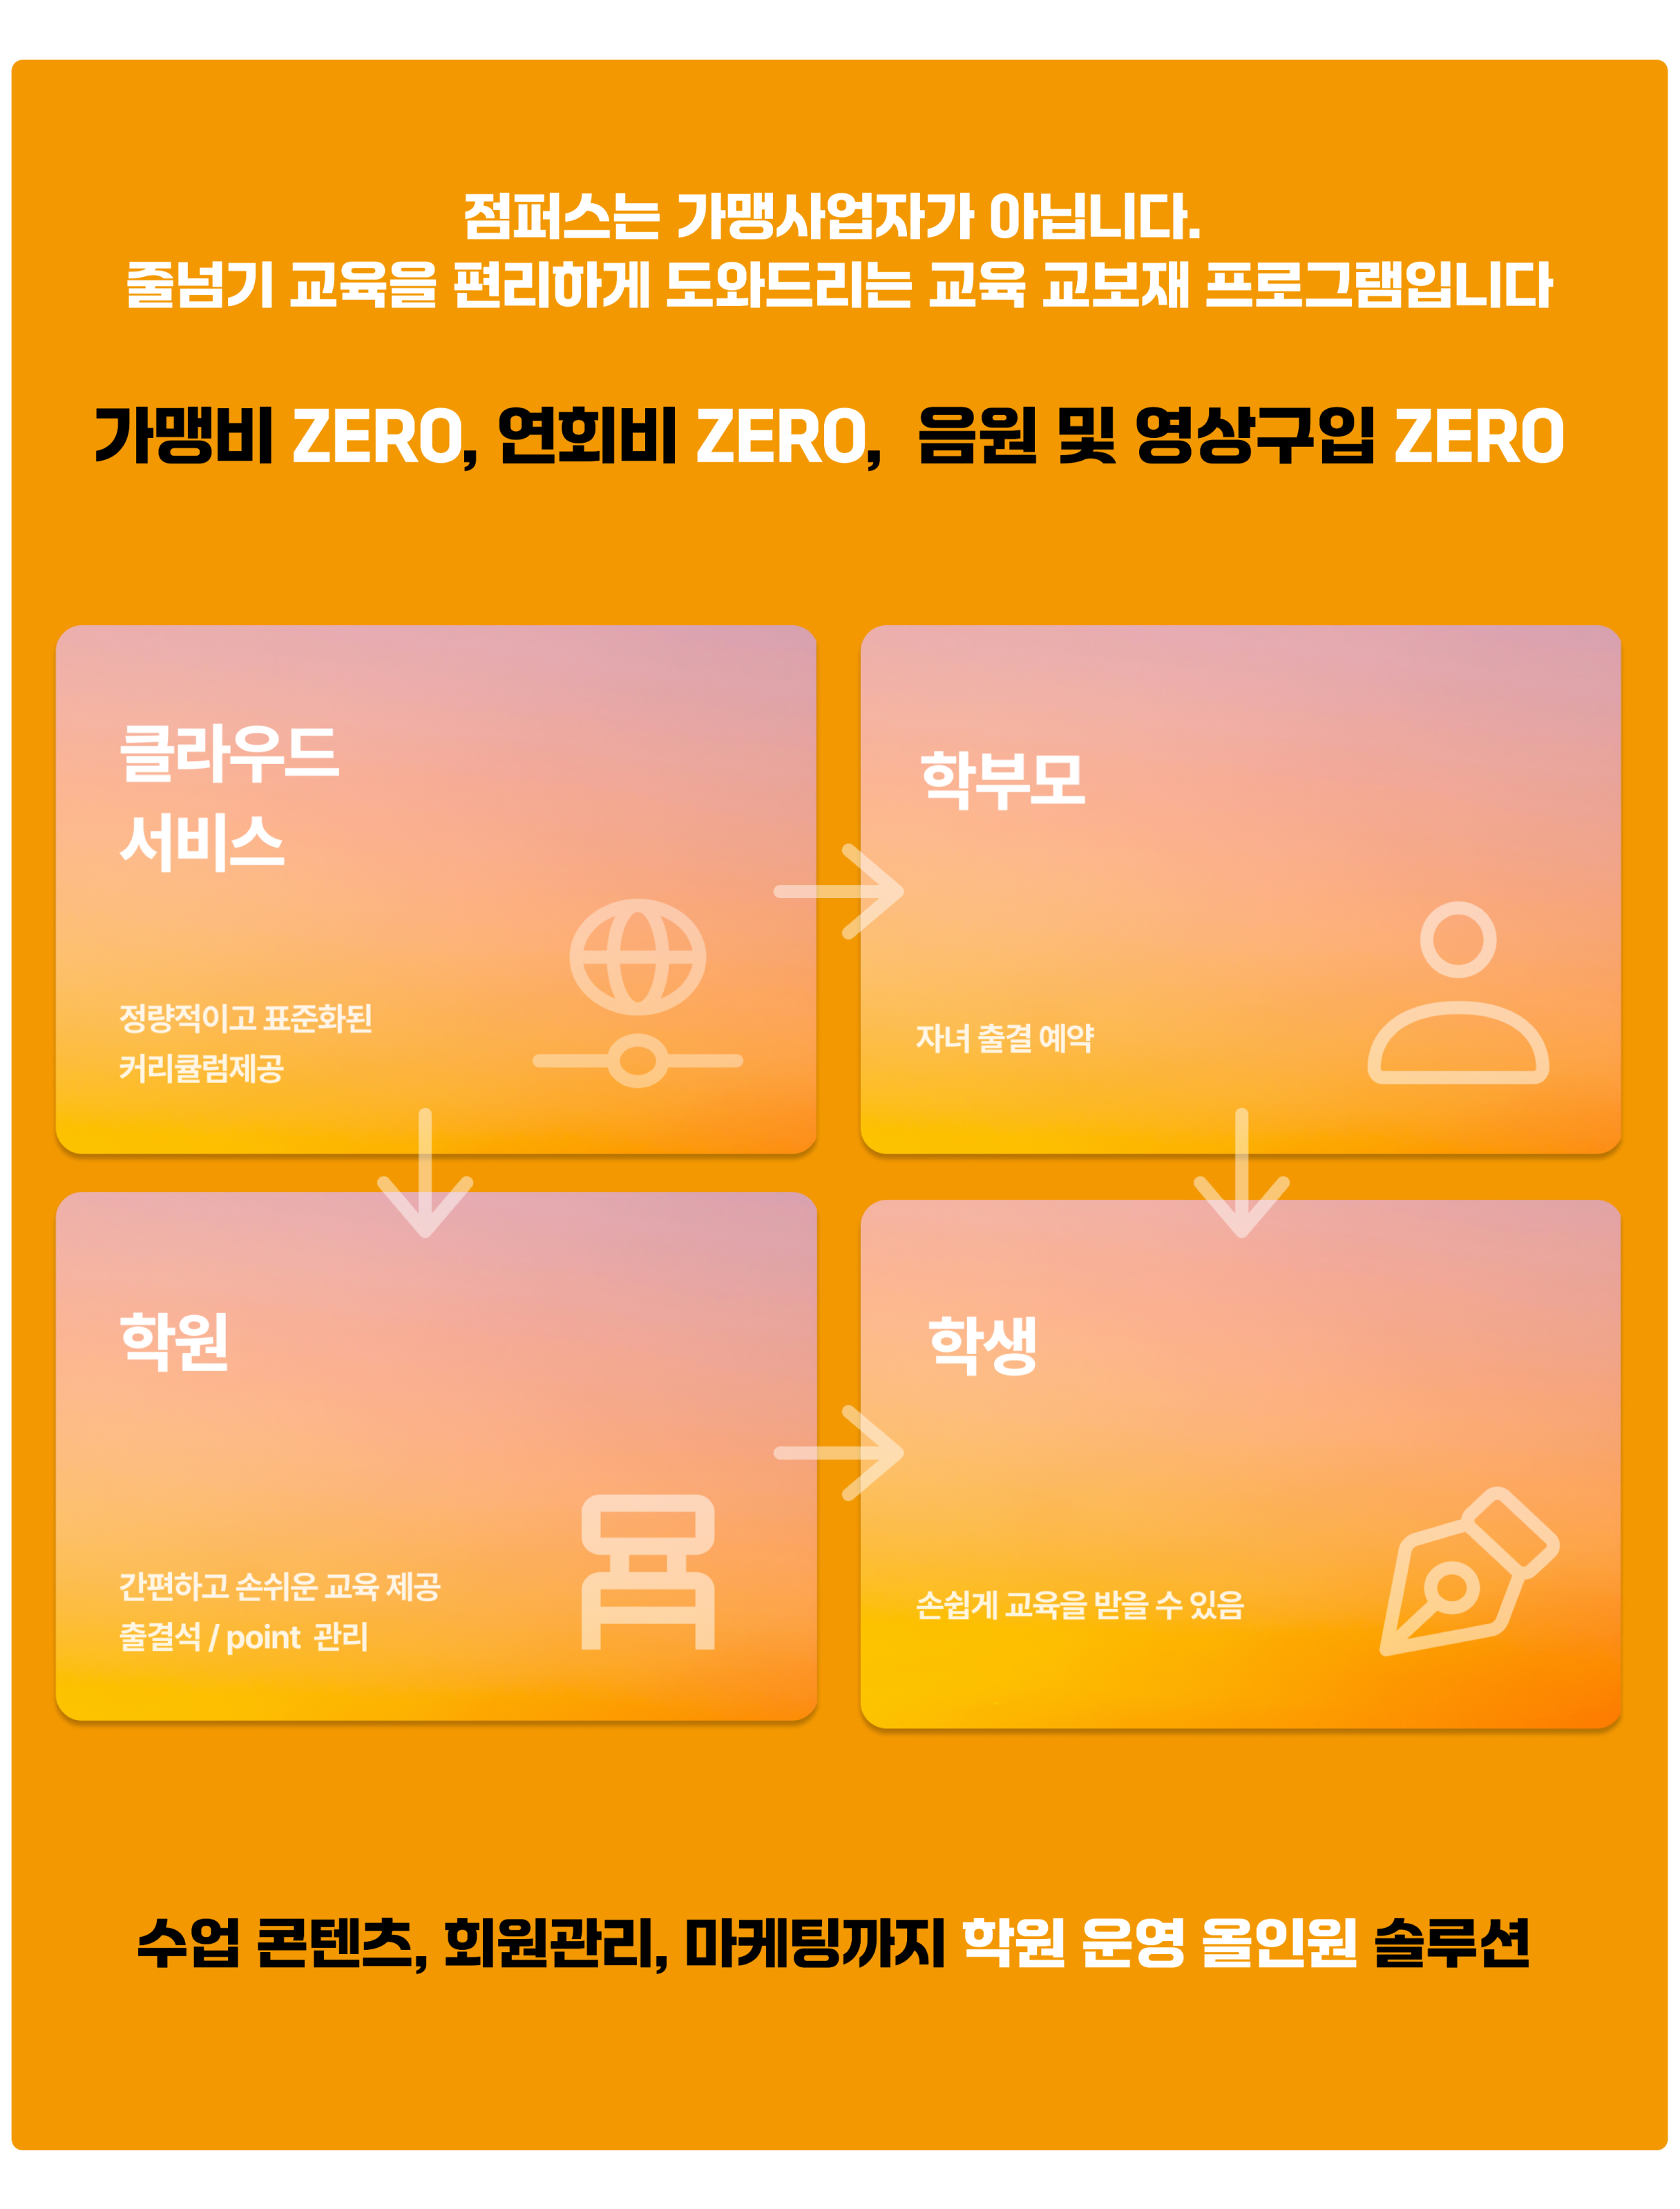 점퍼스는 가맹사업자가 아닙니다.
줄넘기 교육을 편리하게 도와드리는 교육 교보재 프로그램입니다
가맹비 ZERO, 연회비 ZERO, 음원 및 영상구입 ZERO
클라우드
서비스
정량적이고 표준화된
커리큘럼제공
학부모
자녀 출결 예약
학원
간편하고 손쉬운 교육 제공
출결석 / point 관리
학생
손쉽게 교육을 받을 수 있음
수업 콘텐츠, 회원관리, 마케팅까지 학원 운영 올인원 솔루션